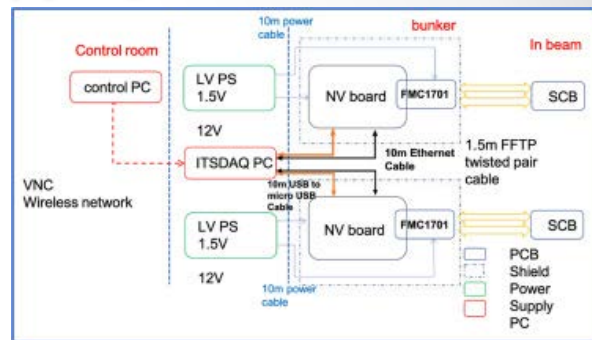 10m power
cable
bunker
Control room
In beam
control PC
LV PS
1.5V
12V
NV board
FMC1701
SCB
ITSDAQ PC
10m Ethernet
Cable
1.5m FFTP
twisted pair
cable
10m USB to
micro USB
Cable
VNC
Wireless network
LV PS
1.5V
12V
NV board
FMC1701
SCB
10m power
cable
PCB
Shield
Power
Supply
PC